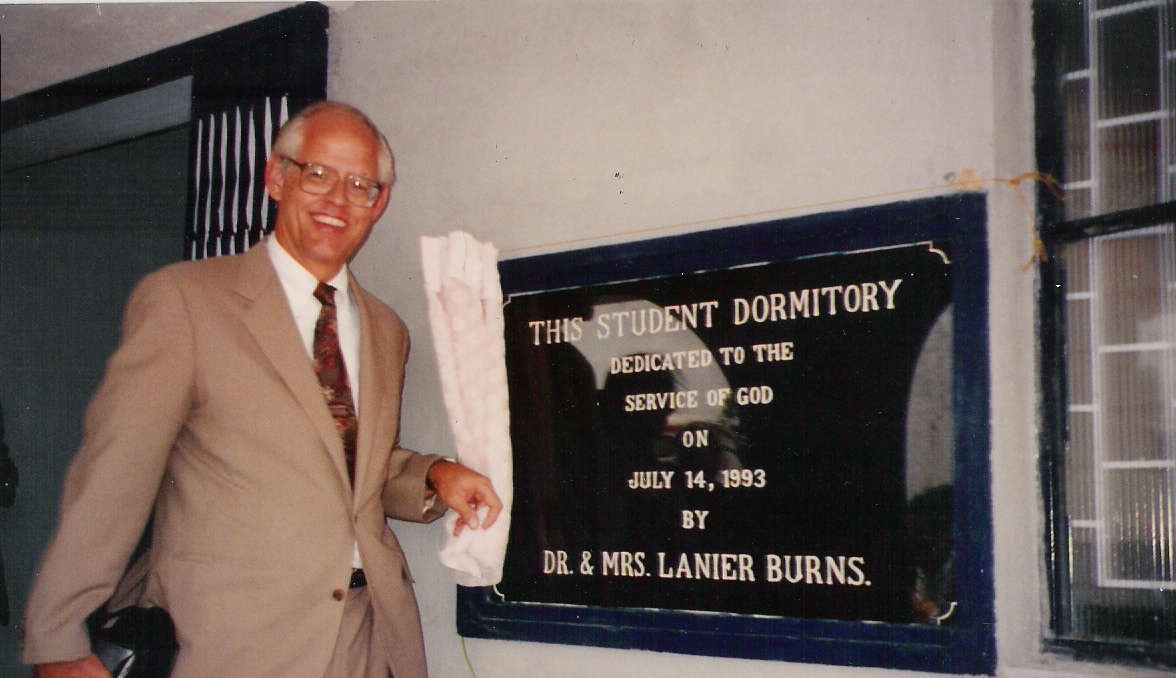 THIS STUDENT DORMITORY
DEDICATED TO THE
SERVICE OF GOD
ON
JULY 14, 1993
BY
DR. & MRS. LANIER BURNS.